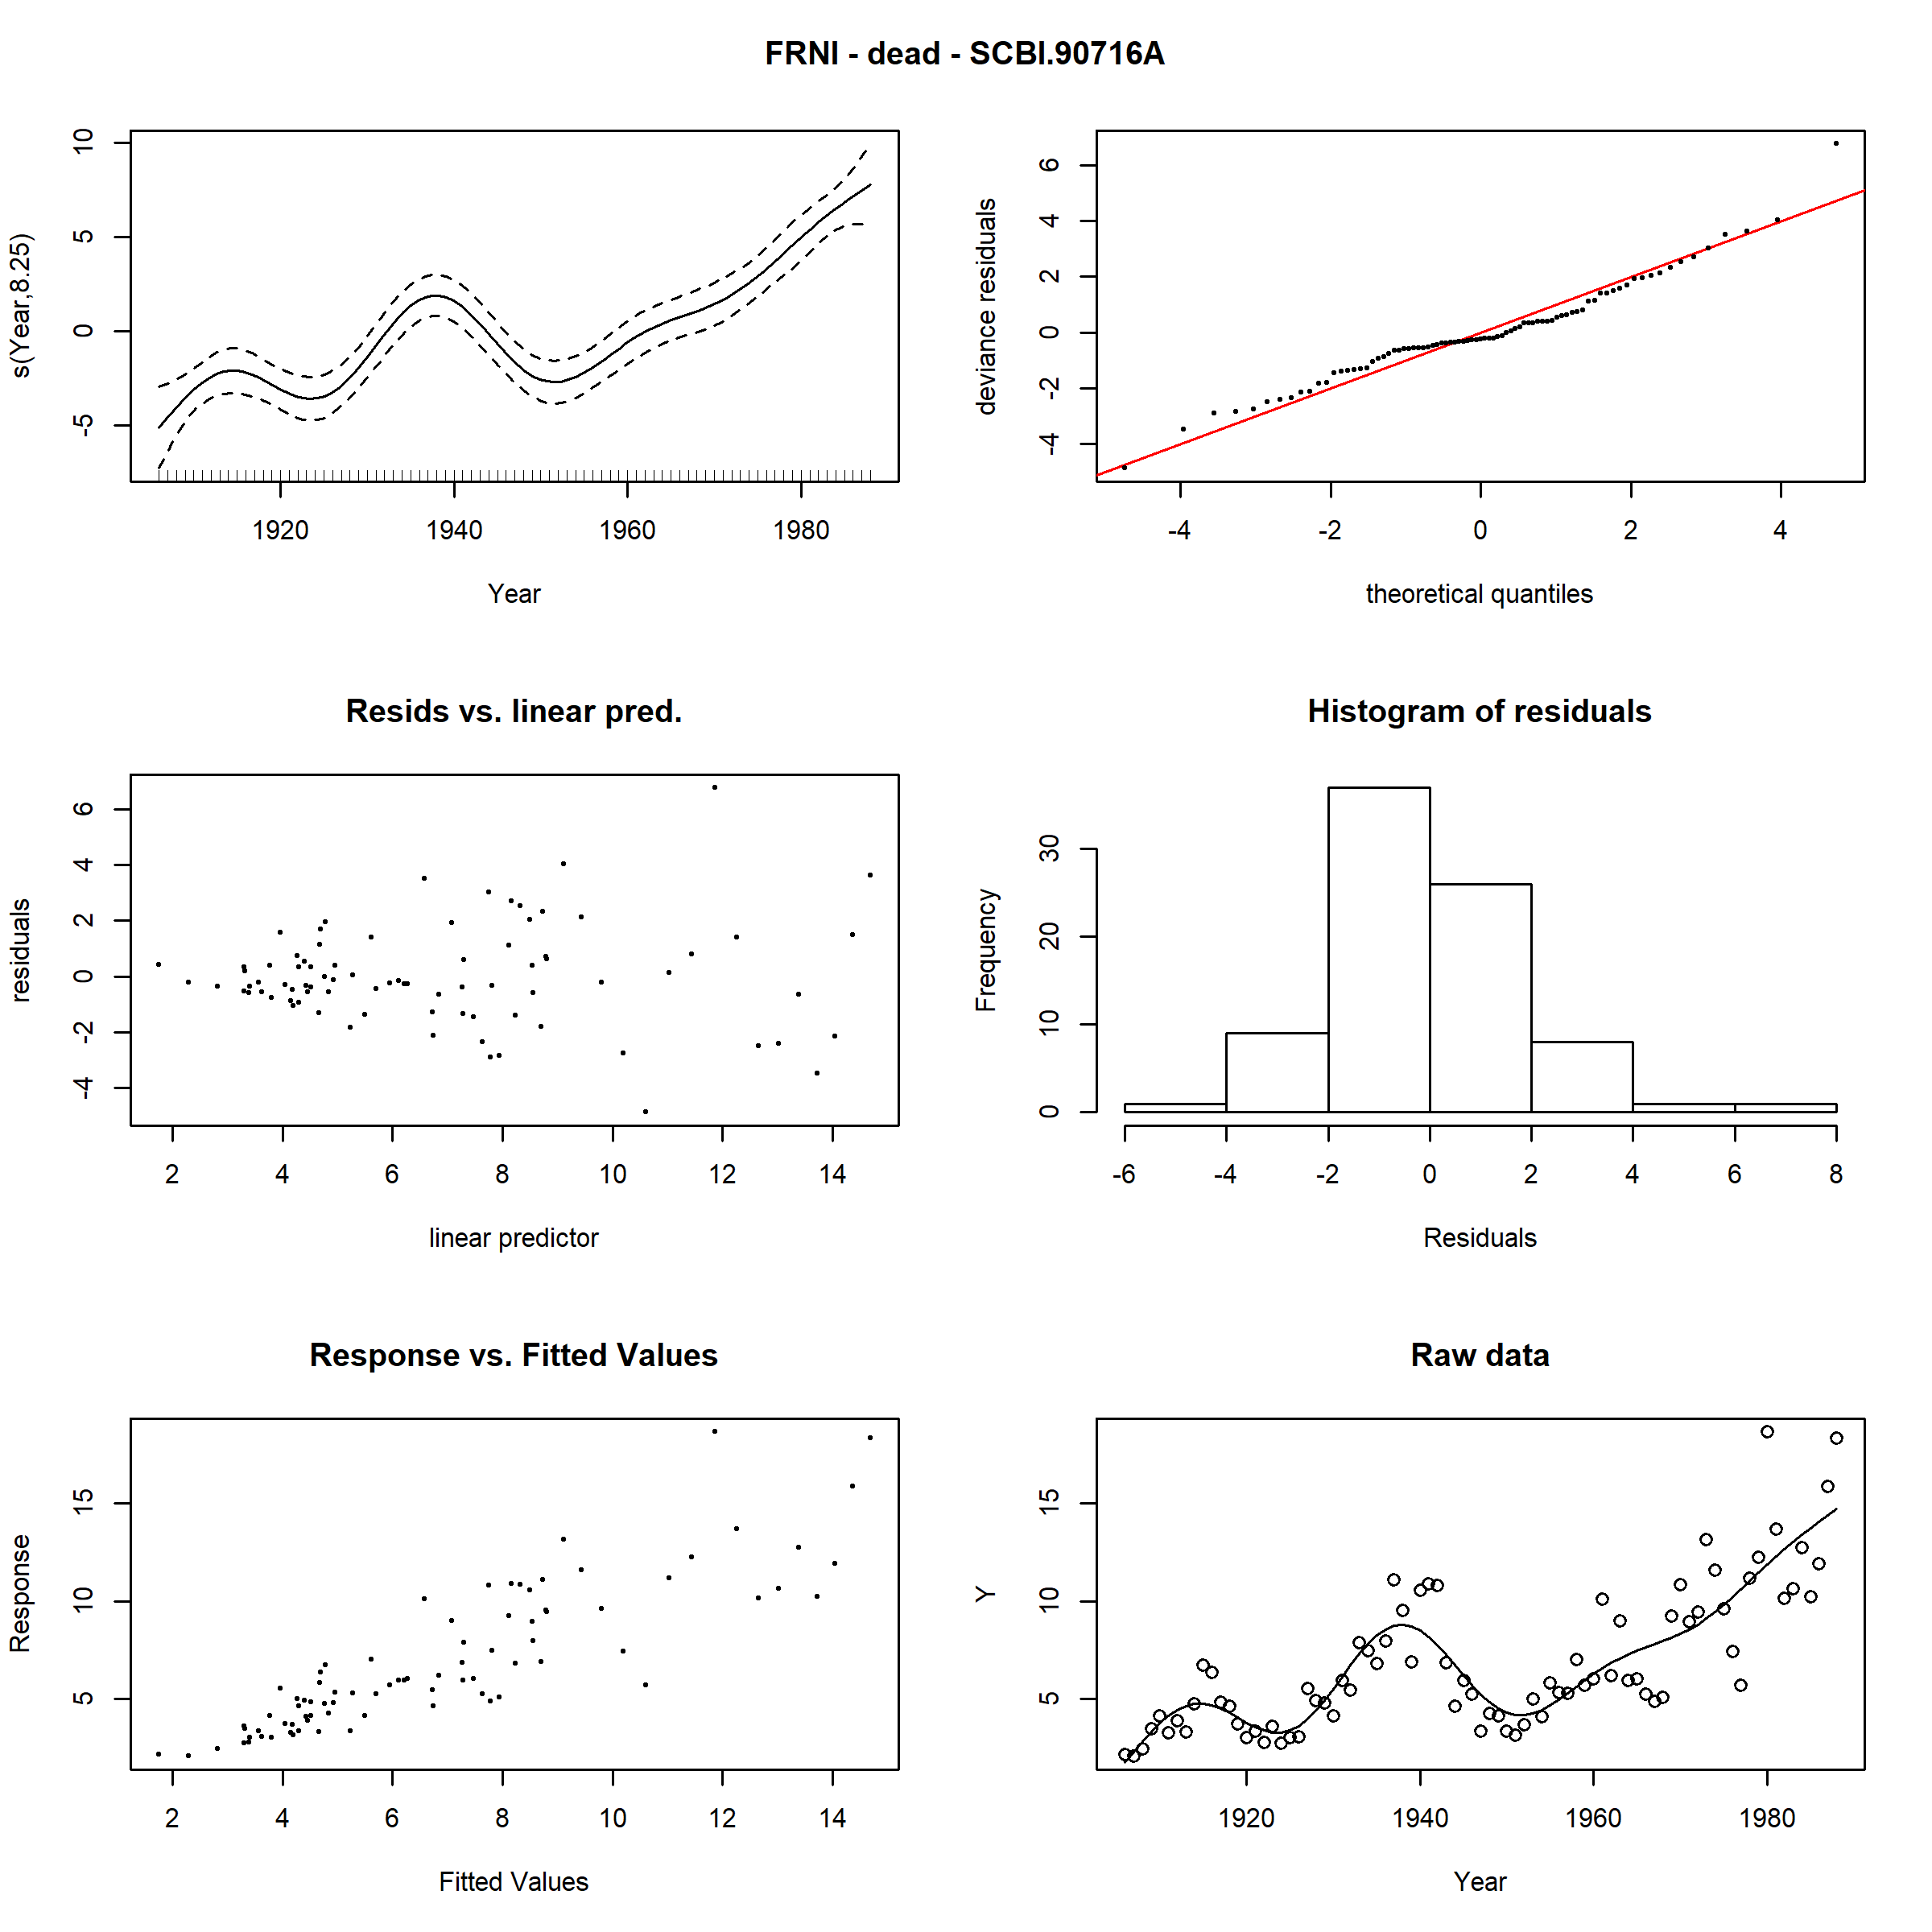 FRNI - dead - SCBI.90716A
s(Year,8.25)
10
5
0
-5
1920 1940 1960 1980
Year
deviance residuals
6
4
2
0
-2
-4
-4 -2 0 2 4
theoretical quantiles
Resids vs. linear pred.
residuals
6
4
2
0
-2
-4
2 4 6 8 10 12 14
linear predictor
Histogram of residuals
Frequency
30
20
10
0
-6 -4 -2 0 2 4 6 8
Residuals
Response vs. Fitted Values
Response
15
10
5
2 4 6 8 10 12 14
Fitted Values
Raw data
Y
15
10
5
1920 1940 1960 1980
Year